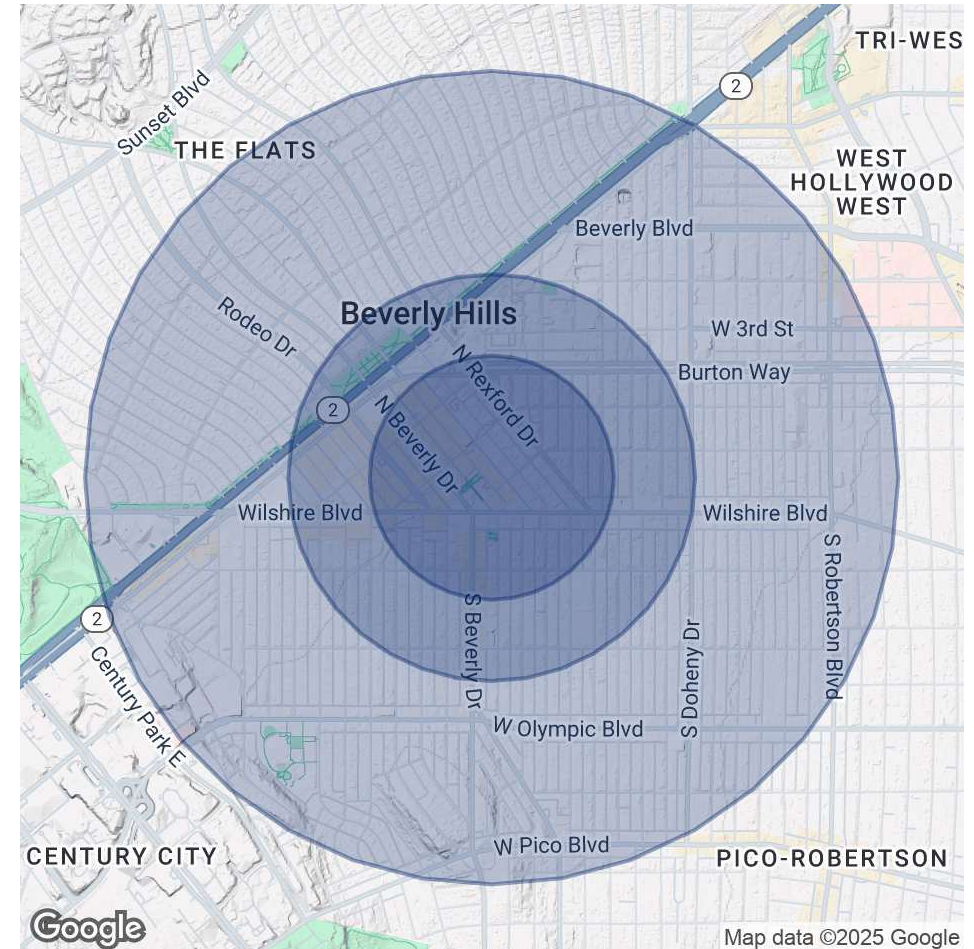 TRI-WES
2
Sunset Blvd
THE FLATS
WEST
HOLLYWOOD
WEST
Beverly Blvd
Beverly Hills
Rodeo Dr
W 3rd St
N Rexford Dr
Burton Way
2
N Beverly Dr
Wilshire Blvd
Wilshire Blvd
S Robertson Blvd
S Beverly Dr
2
S Doheny Dr
Century Park E
W Olympic Blvd
W Pico Blvd
CENTURY CITY
PICO-ROBERTSON
Google
Map data ©2025 Google